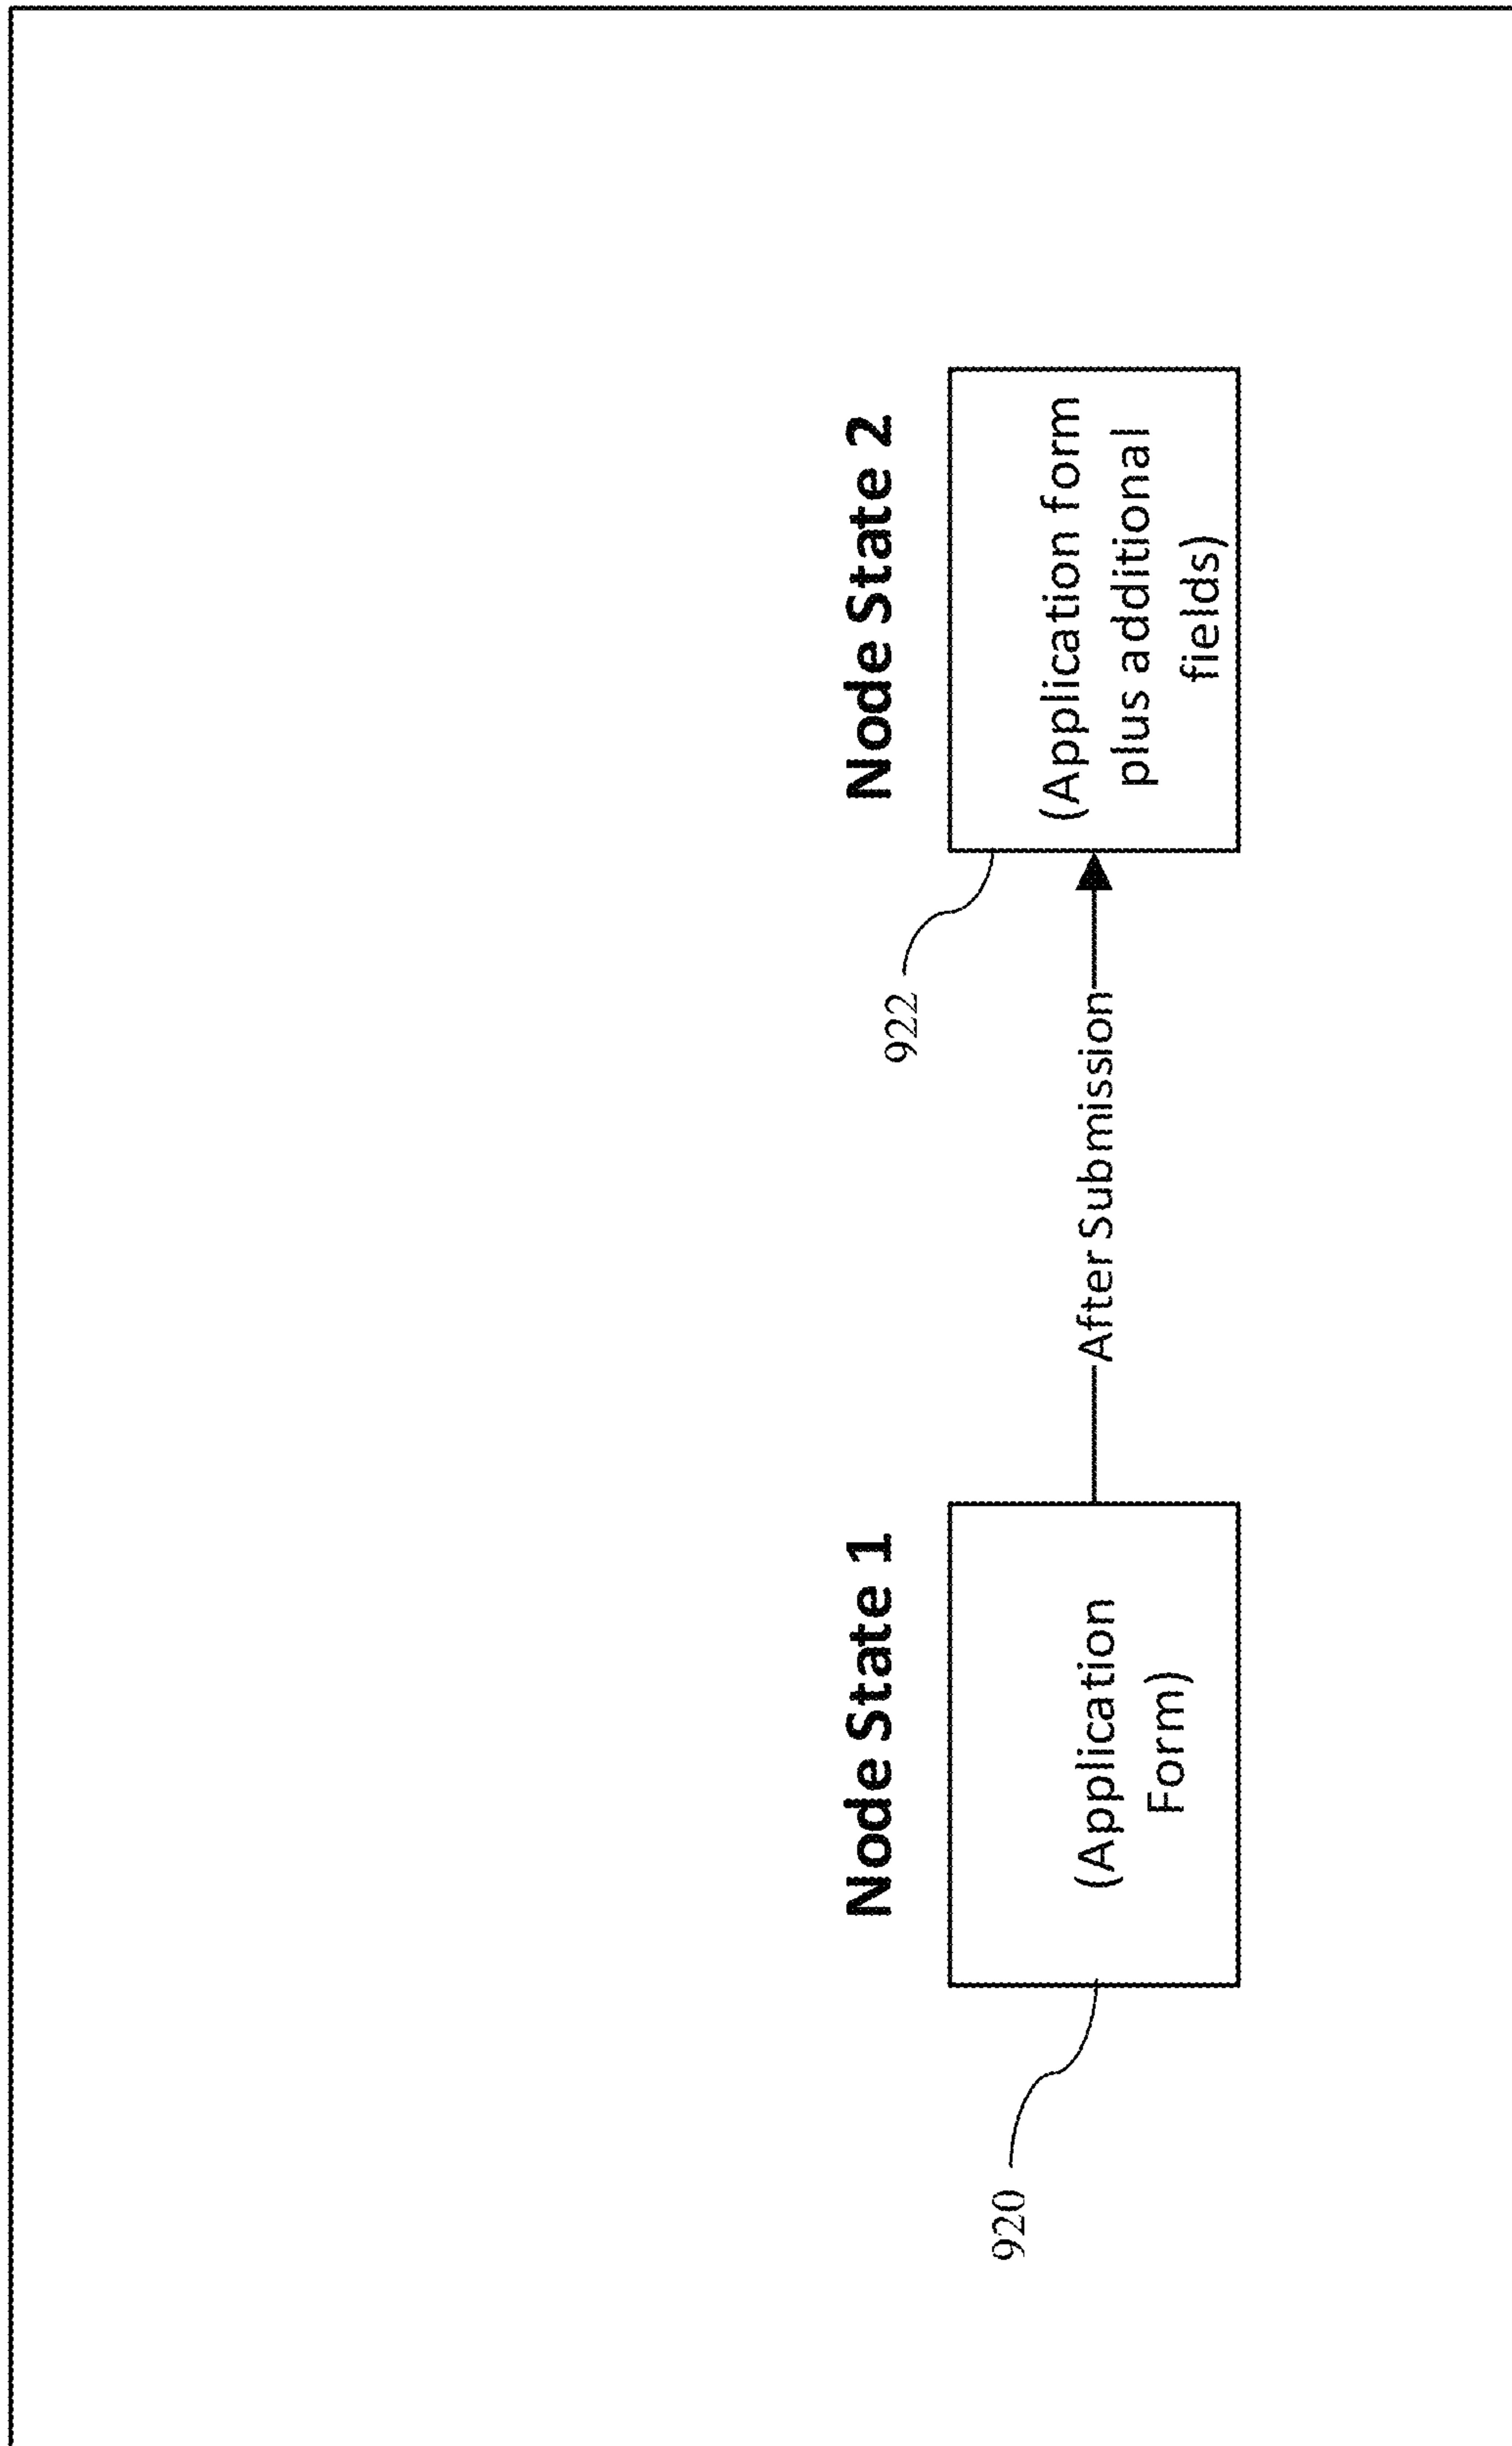 Node State 1
Node State 2
920
(Application
Form)
After Submission
922
(Application form
plus additional
fields)